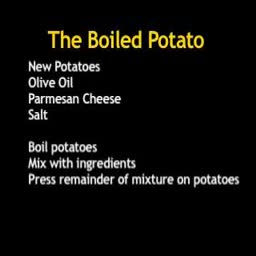 The Boiled Potato
New Potatoes
Olive Oil
Parmesan Cheese
Salt
Boil potatoes
Mix with ingredients
Press remainder of mixture on potatoes